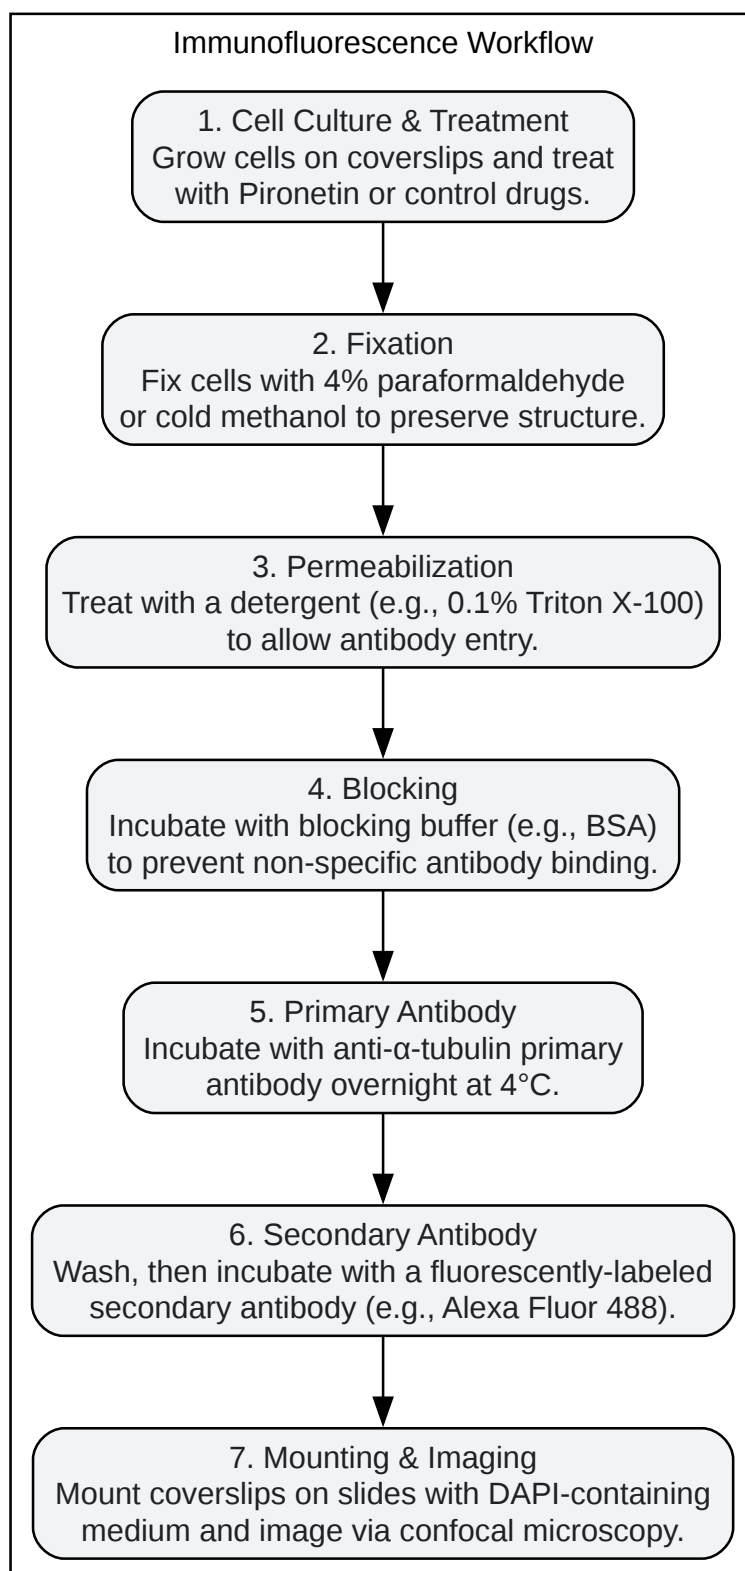 Immunofluorescence Workflow
1. Cell Culture & Treatment
Grow cells on coverslips and treat
with Pironetin or control drugs.
2. Fixation
Fix cells with 4% paraformaldehyde
or cold methanol to preserve structure.
3. Permeabilization
Treat with a detergent (e.g., 0.1% Triton X-100)
to allow antibody entry.
4. Blocking
Incubate with blocking buffer (e.g., BSA)
to prevent non-specific antibody binding.
5. Primary Antibody
Incubate with anti-α-tubulin primary
antibody overnight at 4°C.
6. Secondary Antibody
Wash, then incubate with a fluorescently-labeled
secondary antibody (e.g., Alexa Fluor 488).
7. Mounting & Imaging
Mount coverslips on slides with DAPI-containing
medium and image via confocal microscopy.